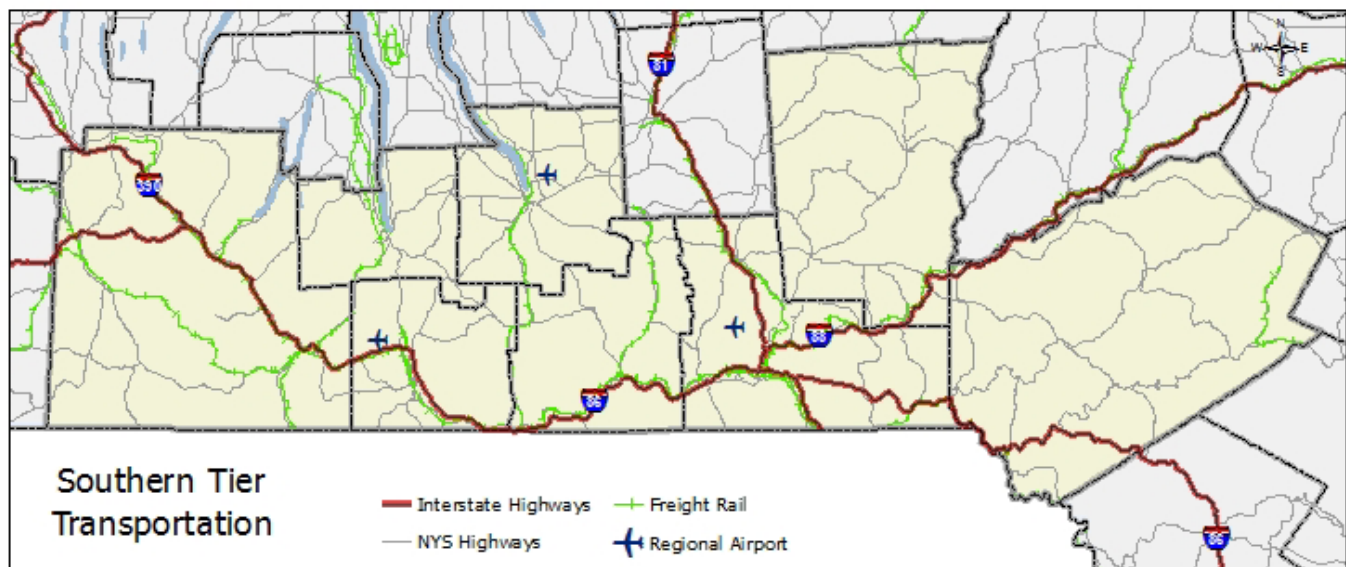 81
N
W
E
S
390
88
86
Southern Tier
Transportation
Interstate Highways
Freight Rail
NYS Highways
Regional Airport
86